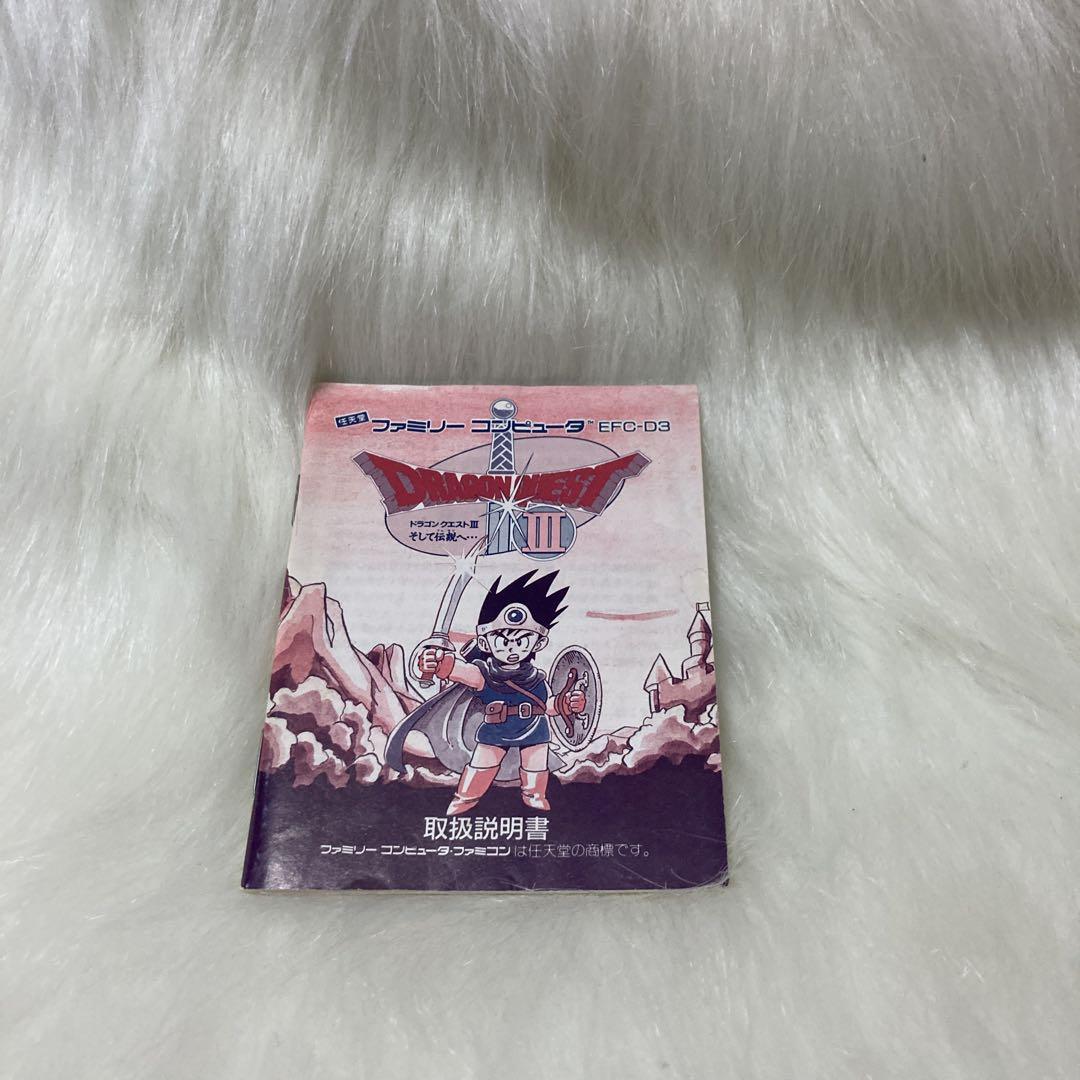 任天堂 ファミリー コンピュータ™ EFC-D3
DRAGON QUEST
III
ドラゴンクエストIII
そして伝説へ…
取扱説明書
ファミリー コンピュータ・ファミコンは任天堂の商標です。